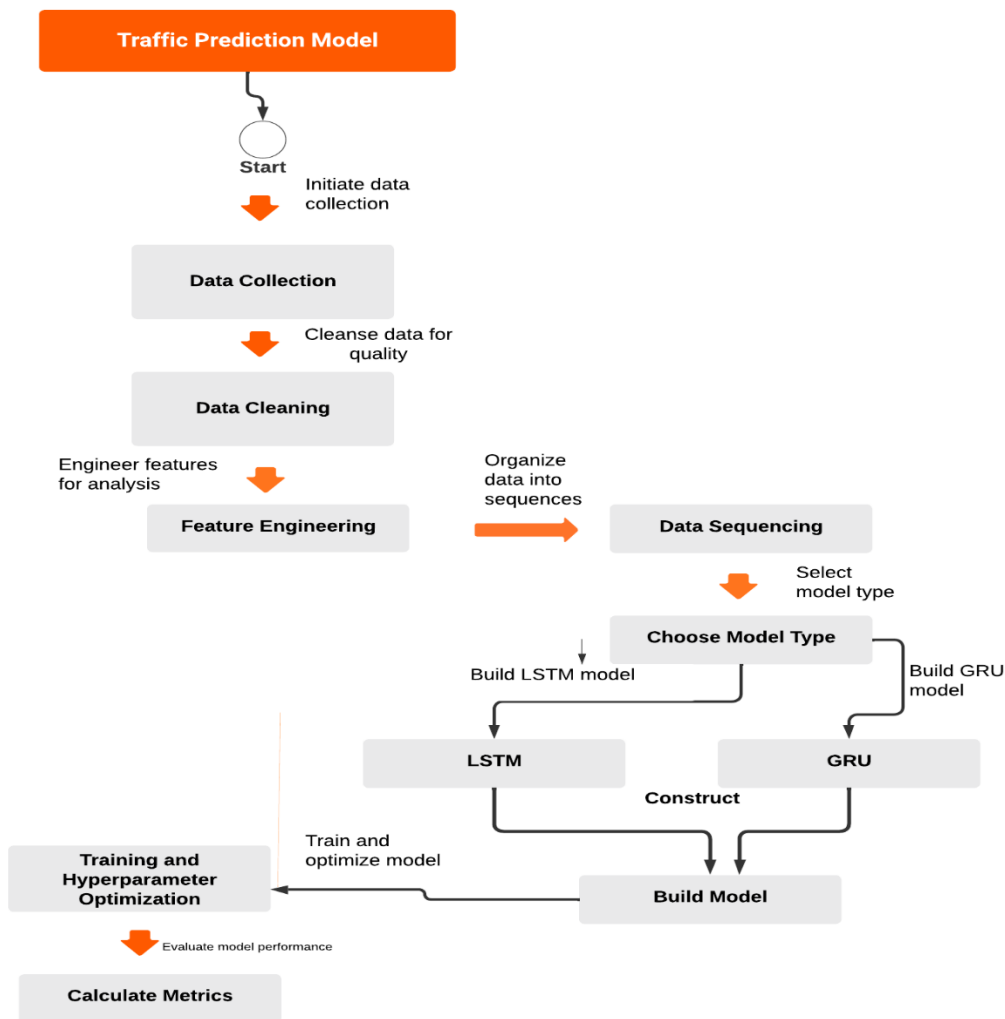 Traffic Prediction Model
Start
Initiate data
collection
Data Collection
Cleanse data for
quality
Data Cleaning
Engineer features
for analysis
Feature Engineering
Organize
data into
sequences
Data Sequencing
Select
model type
Choose Model Type
Build LSTM model
Build GRU
model
LSTM
GRU
Construct
Build Model
Train and
optimize model
Training and
Hyperparameter
Optimization
Evaluate model performance
Calculate Metrics